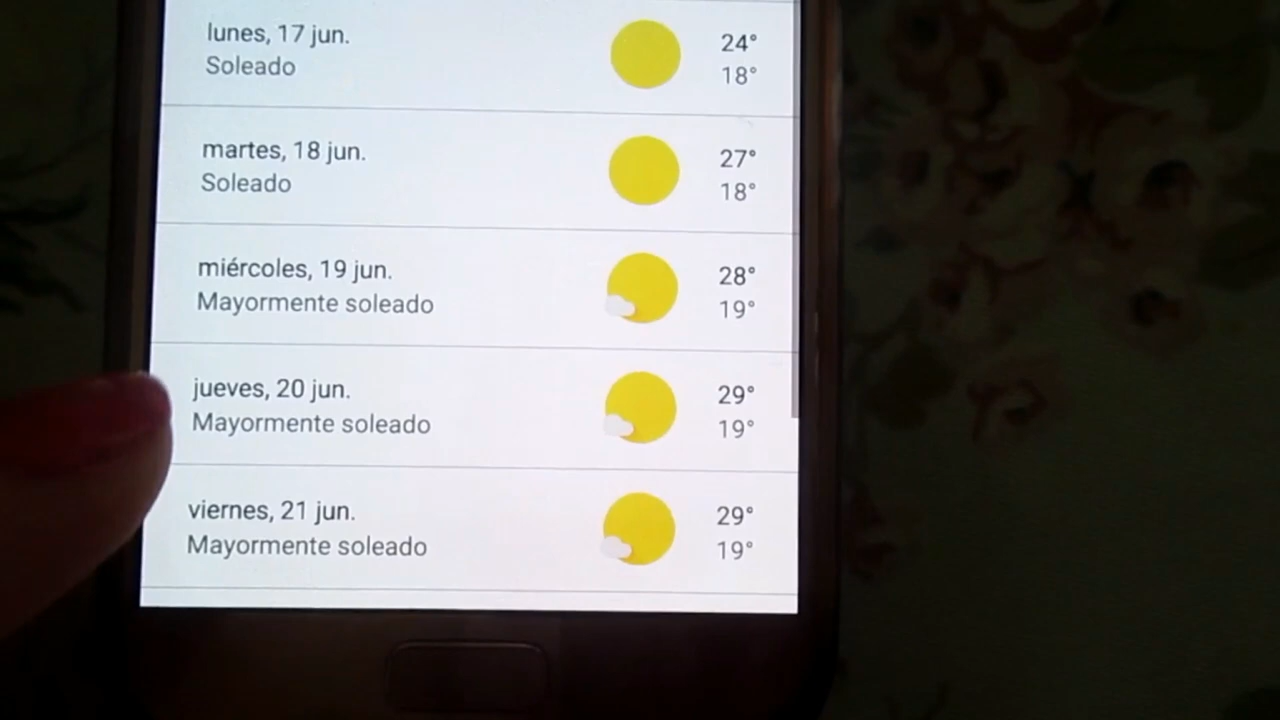 lunes, 17 jun.
Soleado
24°
18°
martes, 18 jun.
Soleado
27°
18°
miércoles, 19 jun.
Mayormente soleado
28°
19°
jueves, 20 jun.
Mayormente soleado
29°
19°
viernes, 21 jun.
Mayormente soleado
29°
19°